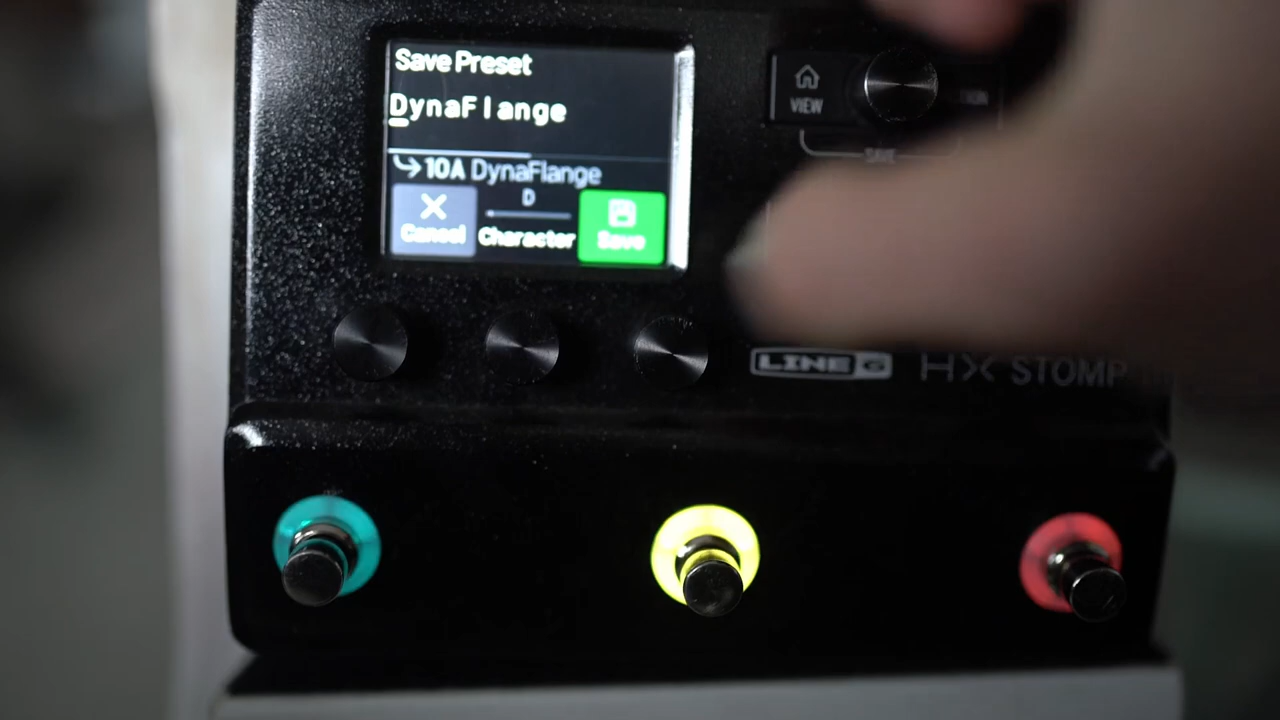 Save Preset
DynaFlange
10A DynaFlange
D
Cancel
Character
Save
VIEW
SAVE
LINE 6
HX STOMP